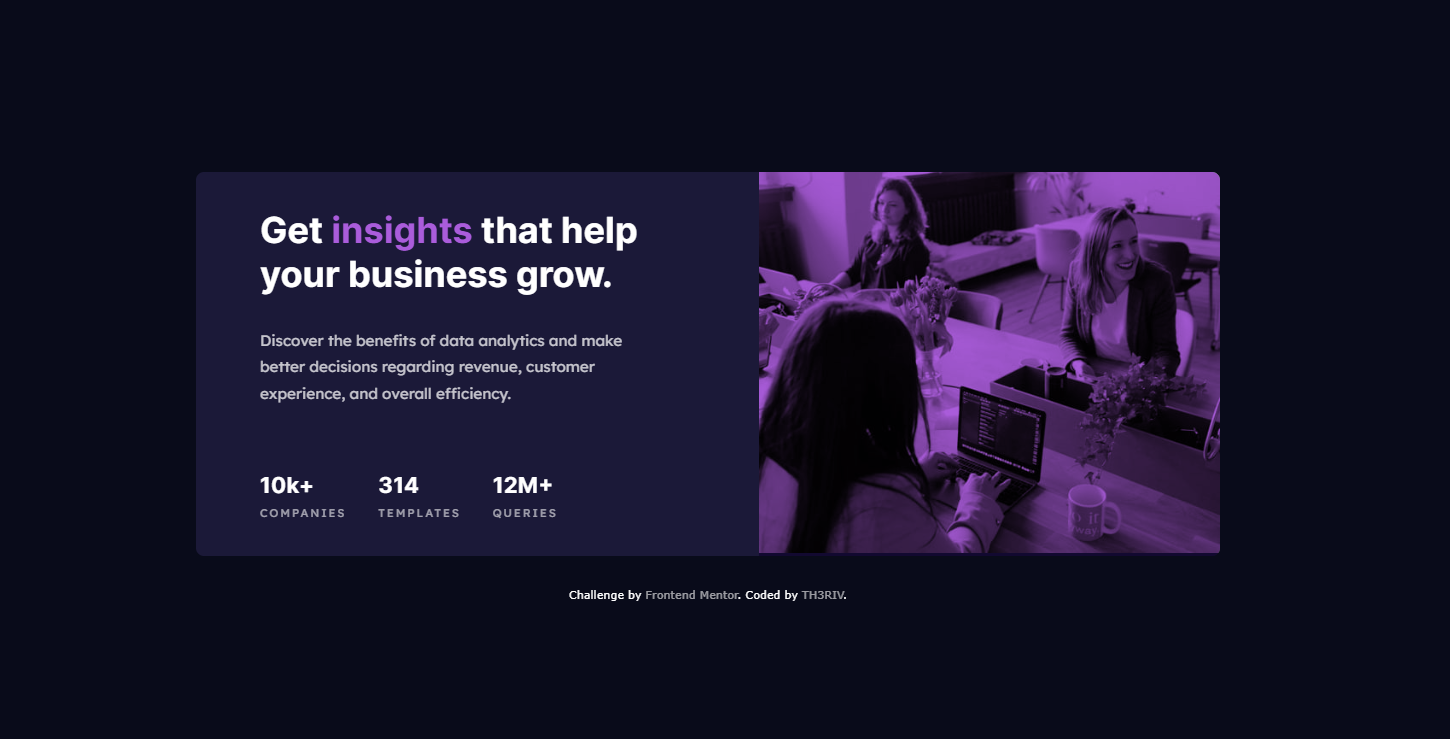 Get insights that help
your business grow.
Discover the benefits of data analytics and make
better decisions regarding revenue, customer
experience, and overall efficiency.
10k+ 314 12M+
COMPANIES TEMPLATES QUERIES
Challenge by Frontend Mentor. Coded by TH3RIV.